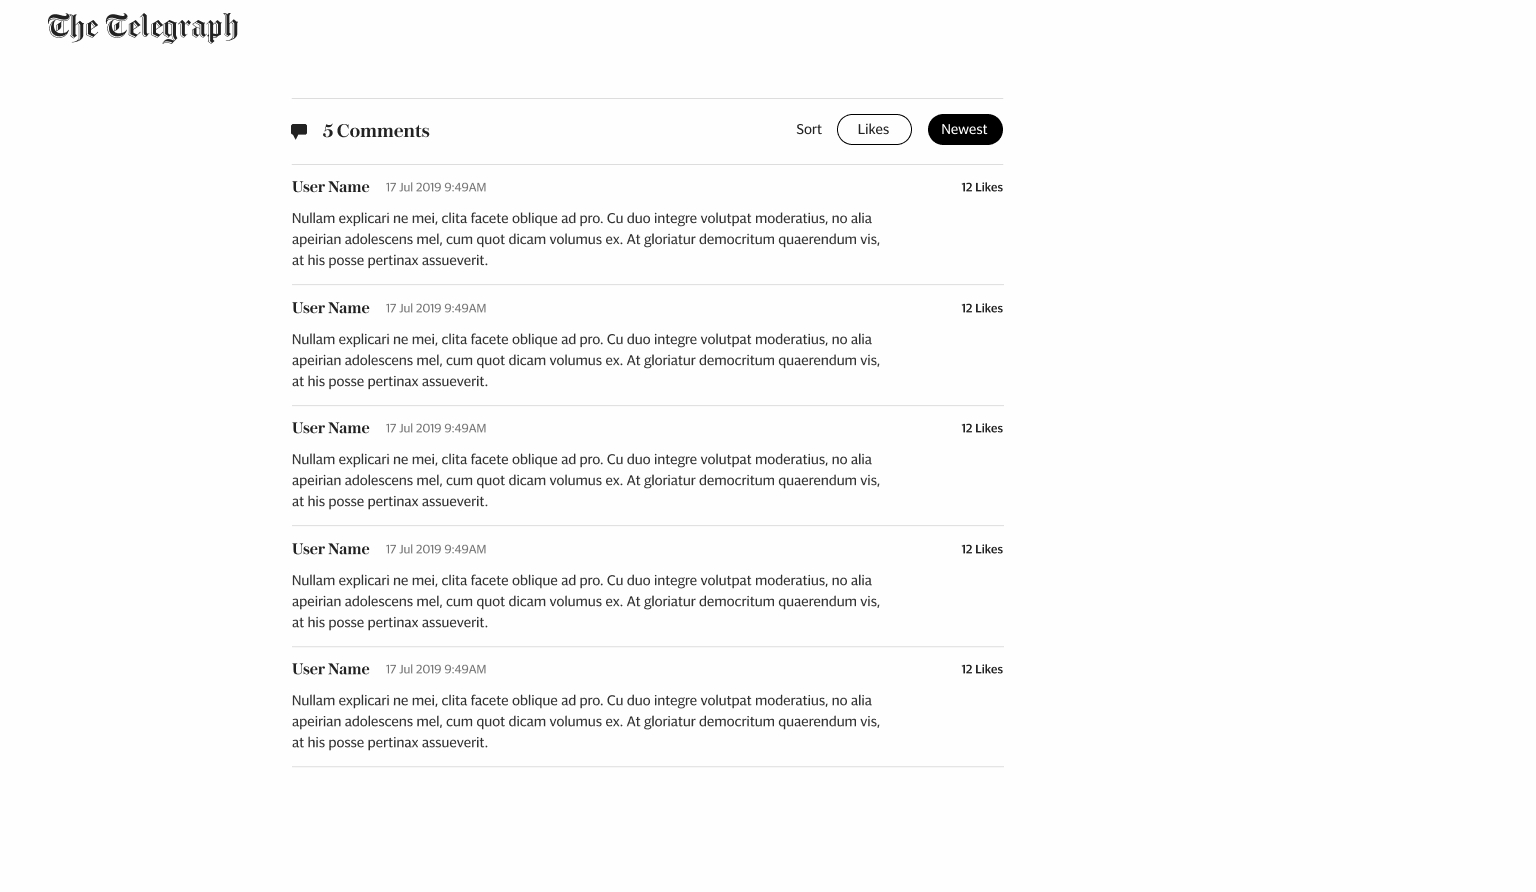 The Telegraph
5 Comments
Sort Likes Newest
User Name 17 Jul 2019 9:49AM 12 Likes
Nullam explicari ne mei, clita facete oblique ad pro. Cu duo integre volutpat moderatius, no alia
apeirian adolescens mel, cum quot dicam volumus ex. At gloriatur democritum quaerendum vis,
at his posse pertinax assueverit.
User Name 17 Jul 2019 9:49AM 12 Likes
Nullam explicari ne mei, clita facete oblique ad pro. Cu duo integre volutpat moderatius, no alia
apeirian adolescens mel, cum quot dicam volumus ex. At gloriatur democritum quaerendum vis,
at his posse pertinax assueverit.
User Name 17 Jul 2019 9:49AM 12 Likes
Nullam explicari ne mei, clita facete oblique ad pro. Cu duo integre volutpat moderatius, no alia
apeirian adolescens mel, cum quot dicam volumus ex. At gloriatur democritum quaerendum vis,
at his posse pertinax assueverit.
User Name 17 Jul 2019 9:49AM 12 Likes
Nullam explicari ne mei, clita facete oblique ad pro. Cu duo integre volutpat moderatius, no alia
apeirian adolescens mel, cum quot dicam volumus ex. At gloriatur democritum quaerendum vis,
at his posse pertinax assueverit.
User Name 17 Jul 2019 9:49AM 12 Likes
Nullam explicari ne mei, clita facete oblique ad pro. Cu duo integre volutpat moderatius, no alia
apeirian adolescens mel, cum quot dicam volumus ex. At gloriatur democritum quaerendum vis,
at his posse pertinax assueverit.